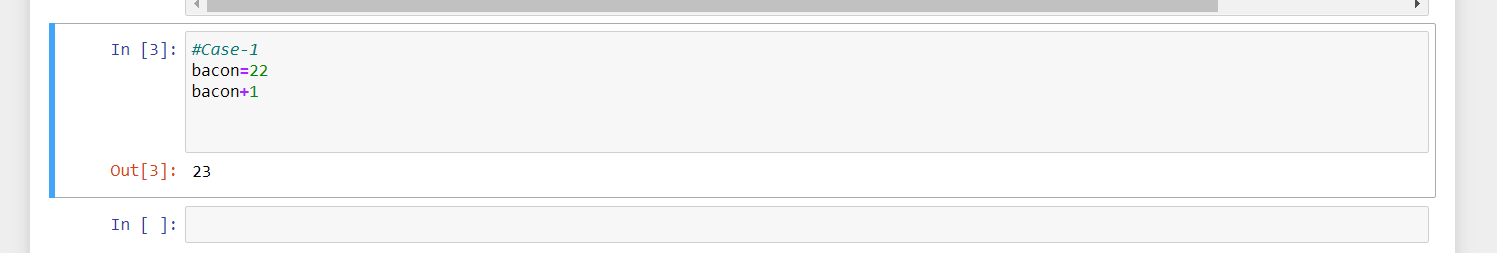 In [3]: #Case-1
bacon=22
bacon+1
Out[3]: 23
In [ ]: